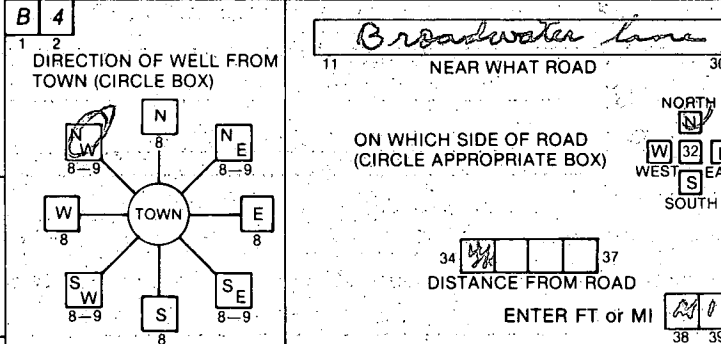 B 4
1 2
DIRECTION OF WELL FROM
TOWN (CIRCLE BOX)
N
8
N W
8-9
N E
8-9
W
8
TOWN
E
8
S W
8-9
S
8
S E
8-9
Broadwater lane
11 NEAR WHAT ROAD 30
ON WHICH SIDE OF ROAD
(CIRCLE APPROPRIATE BOX)
NORTH
N
W 32
WEST
S
SOUTH
34 37
DISTANCE FROM ROAD
ENTER FT or MI
38 39